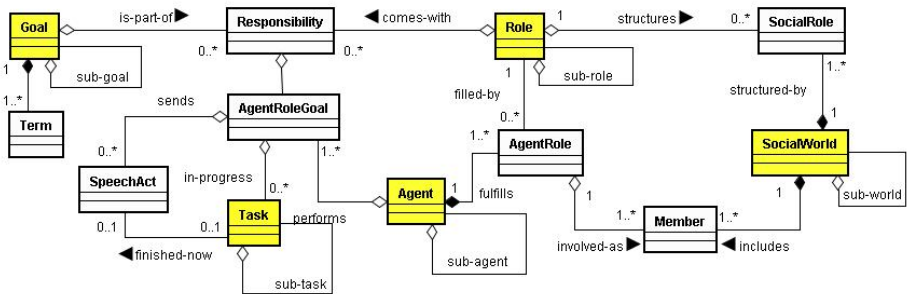 Goal
is-part-of
Responsibility
comes-with
Role
1
structures
0..*
SocialRole
1
sub-goal
0..*
0..*
1
sub-role
1..*
1..*
sends
AgentRoleGoal
filled-by
structured-by
Term
0..*
1..*
AgentRole
1
SocialWorld
0..*
in-progress
1..*
SpeechAct
0..*
Agent
1
fulfills
1
1
sub-world
Task
performs
1..*
Member
1..*
0..1
0..1
finished-now
sub-agent
involved-as
includes
sub-task